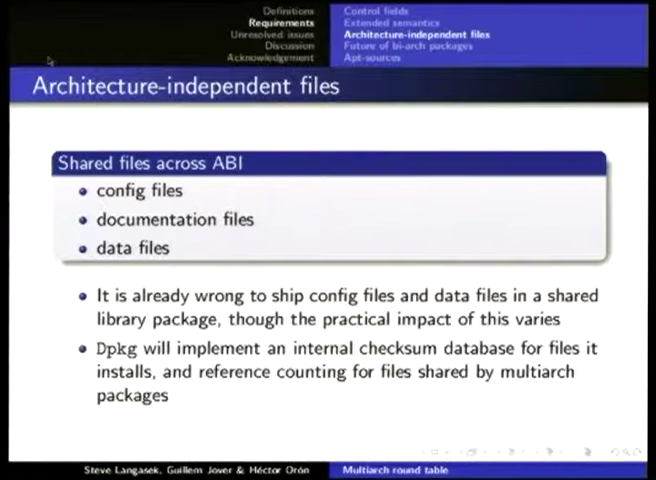 Definitions
Requirements
Unresolved issues
Discussion
Acknowledgement
Control fields
Extended semantics
Architecture-independent files
Future of bi-arch packages
Apt-sources
Architecture-independent files
Shared files across ABI
config files
documentation files
data files
It is already wrong to ship config files and data files in a shared
library package, though the practical impact of this varies
Dpkg will implement an internal checksum database for files it
installs, and reference counting for files shared by multiarch
packages
Steve Langasek, Guillem Jover & Héctor Orón
Multiarch round table